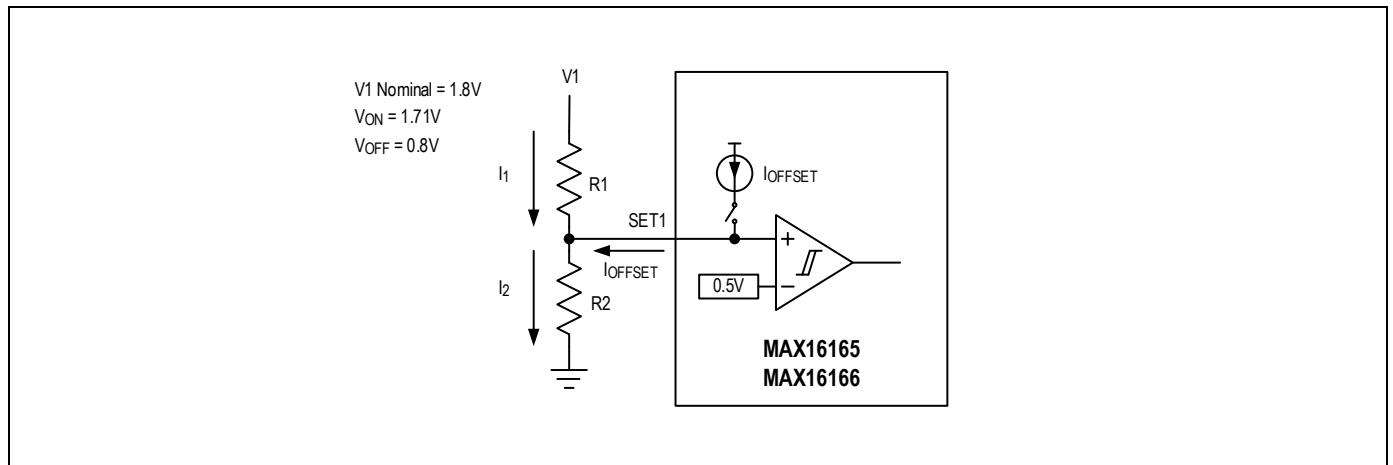 V1 Nominal = 1.8V
VON = 1.71V
VOFF = 0.8V
V1
I1
R1
SET1
IOFFSET
IOFFSET
I2
R2
0.5V
+
−
MAX16165
MAX16166